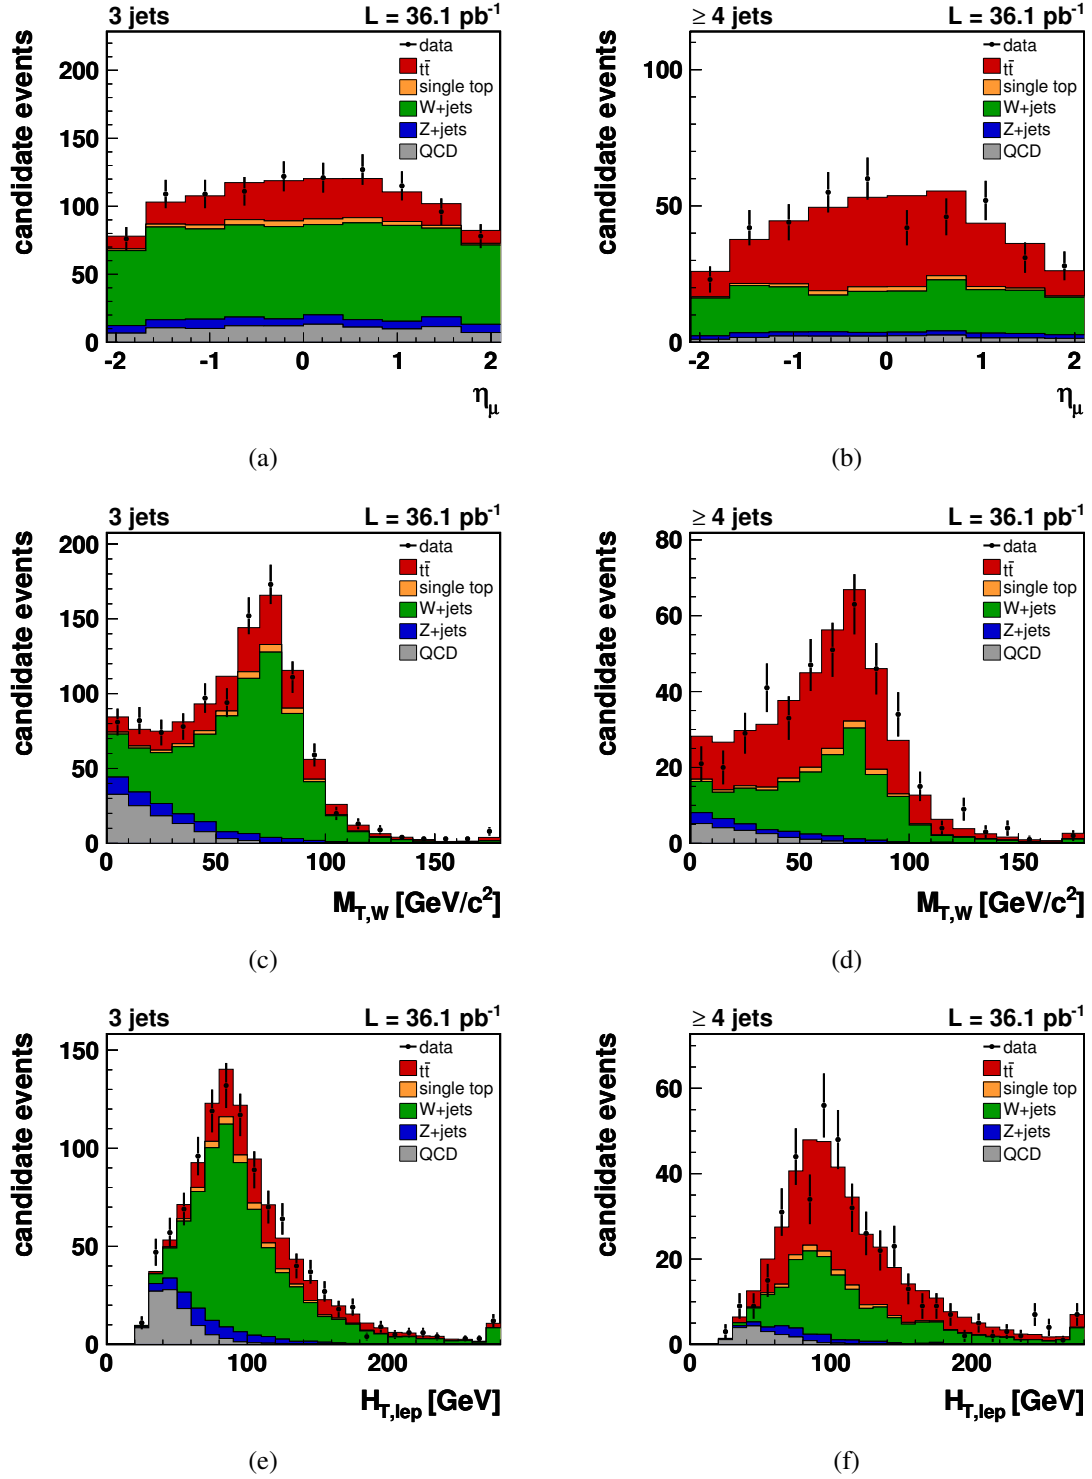 3 jets L = 36.1 pb⁻¹
candidate events
200
150
100
50
0
data
tt̄
single top
W+jets
Z+jets
QCD
-2 -1 0 1 2
ημ
(a)
≥ 4 jets L = 36.1 pb⁻¹
candidate events
100
50
0
data
tt̄
single top
W+jets
Z+jets
QCD
-2 -1 0 1 2
ημ
(b)
3 jets L = 36.1 pb⁻¹
candidate events
200
150
100
50
0
data
tt̄
single top
W+jets
Z+jets
QCD
0 50 100 150
M_T,W [GeV/c²]
(c)
≥ 4 jets L = 36.1 pb⁻¹
candidate events
80
60
40
20
0
data
tt̄
single top
W+jets
Z+jets
QCD
0 50 100 150
M_T,W [GeV/c²]
(d)
3 jets L = 36.1 pb⁻¹
candidate events
150
100
50
0
data
tt̄
single top
W+jets
Z+jets
QCD
0 100 200
H_T,lep [GeV]
(e)
≥ 4 jets L = 36.1 pb⁻¹
candidate events
60
40
20
0
data
tt̄
single top
W+jets
Z+jets
QCD
0 100 200
H_T,lep [GeV]
(f)